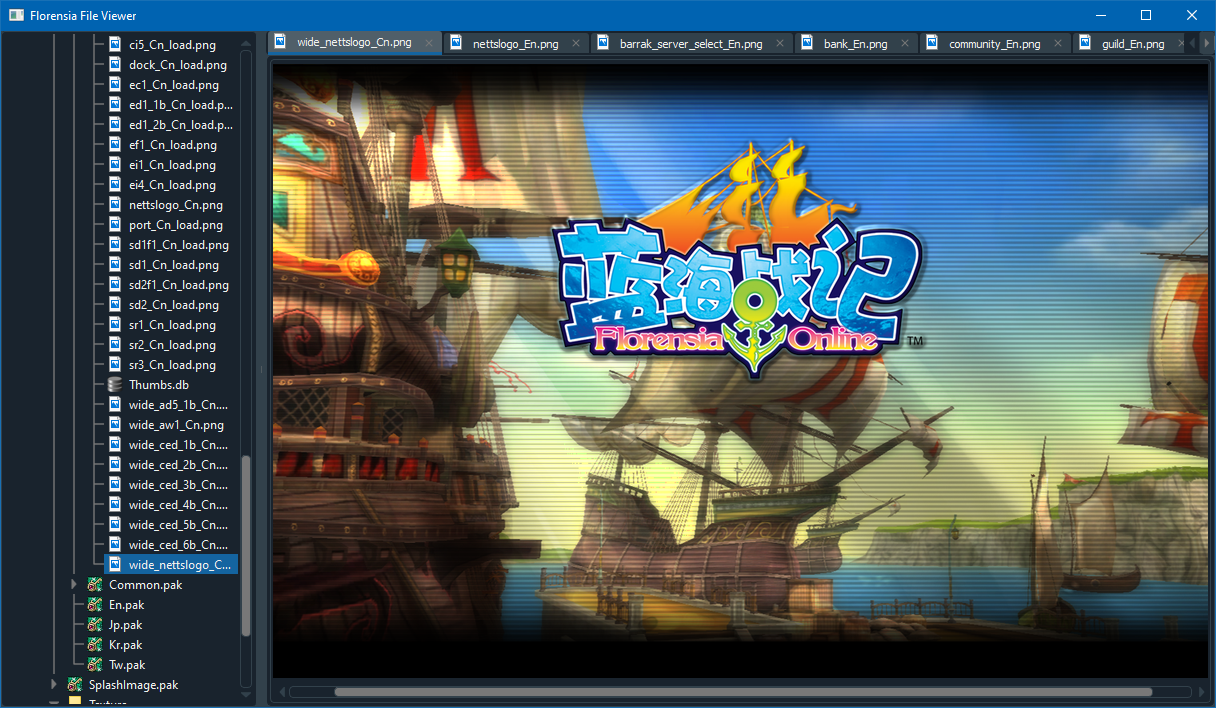 Florensia File Viewer
wide_nettslogo_Cn.png
nettslogo_En.png
barrak_server_select_En.png
bank_En.png
community_En.png
guild_En.png
ci5_Cn_load.png
dock_Cn_load.png
ec1_Cn_load.png
ed1_1b_Cn_load.p...
ed1_2b_Cn_load.p...
ef1_Cn_load.png
ei1_Cn_load.png
ei4_Cn_load.png
nettslogo_Cn.png
port_Cn_load.png
sd1f1_Cn_load.png
sd1_Cn_load.png
sd2f1_Cn_load.png
sd2_Cn_load.png
sr1_Cn_load.png
sr2_Cn_load.png
sr3_Cn_load.png
Thumbs.db
wide_ad5_1b_Cn....
wide_aw1_Cn.png
wide_ced_1b_Cn....
wide_ced_2b_Cn....
wide_ced_3b_Cn....
wide_ced_4b_Cn....
wide_ced_5b_Cn....
wide_ced_6b_Cn....
wide_nettslogo_C...
Common.pak
En.pak
Jp.pak
Kr.pak
Tw.pak
SplashImage.pak
蓝海战记
Florensia Online TM